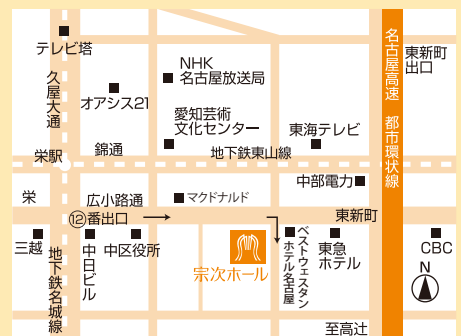 テレビ塔
久屋大通
オアシス21
NHK
名古屋放送局
愛知芸術
文化センター
東海テレビ
名古屋高速 都市環状線
東新町
出口
栄駅
錦通
地下鉄東山線
中部電力
栄
広小路通
マクドナルド
東新町
⑫番出口
三越
地下鉄名城線
中日
ビル
中区役所
宗次ホール
ベストウェスタン
ホテル名古屋
東急
ホテル
CBC
N
至高辻